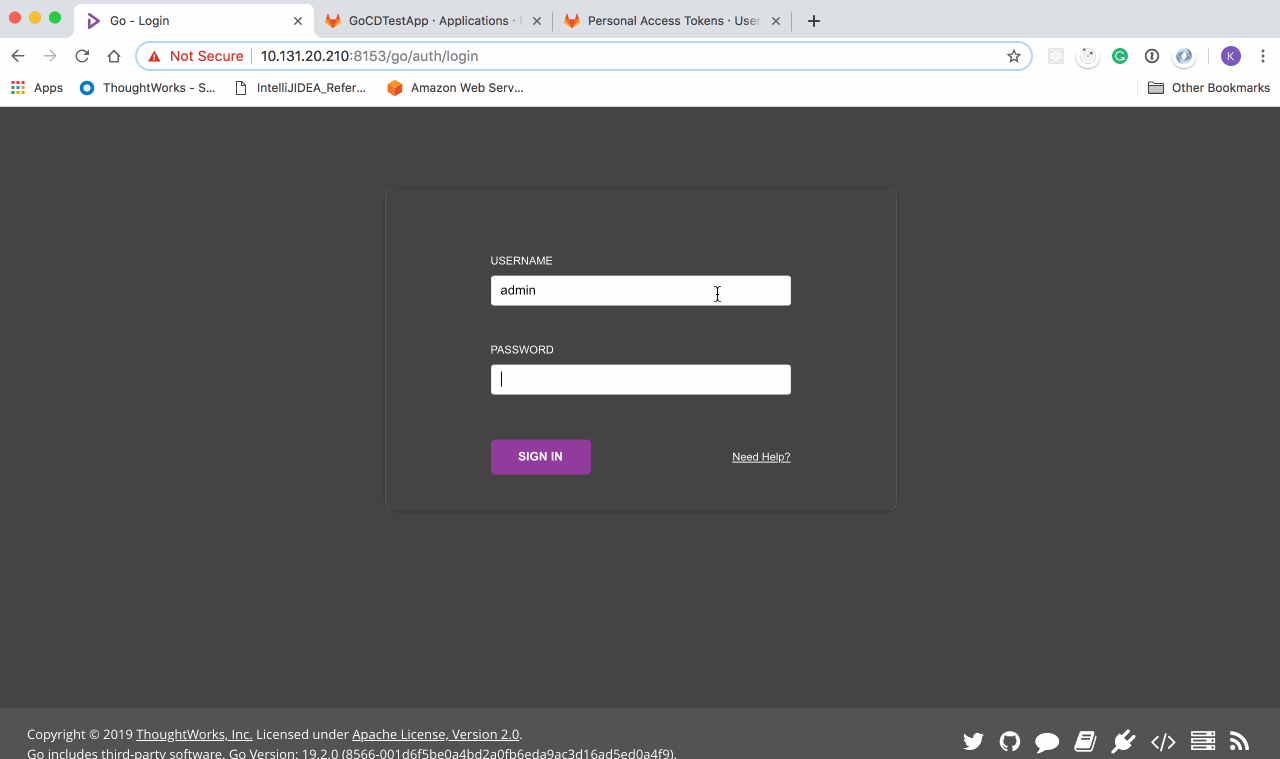 Go - Login
GoCDTestApp · Applications ·
Personal Access Tokens · User
Not Secure 10.131.20.210:8153/go/auth/login
K
Apps ThoughtWorks - S... IntelliJIDEA_Refer... Amazon Web Serv... Other Bookmarks
USERNAME
admin
PASSWORD
SIGN IN Need Help?
Copyright © 2019 ThoughtWorks, Inc. Licensed under Apache License, Version 2.0.
Go includes third-party software. Go Version: 19.2.0 (8566-001d6f5be0a4bd2a0fb6eda9ac3d16ad5ed0a4f9).